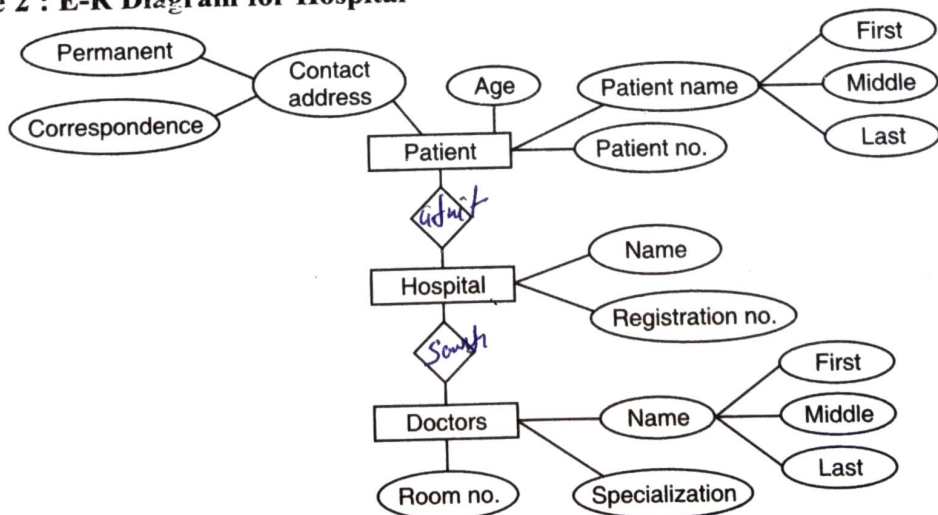 e 2 : E-R Diagram for Hospital
First
Permanent
Contact
address
Age
Patient name
Middle
Correspondence
Patient
Patient no.
Last
admit
Name
Hospital
Registration no.
First
Doctors
Name
Middle
Last
Room no.
Specialization